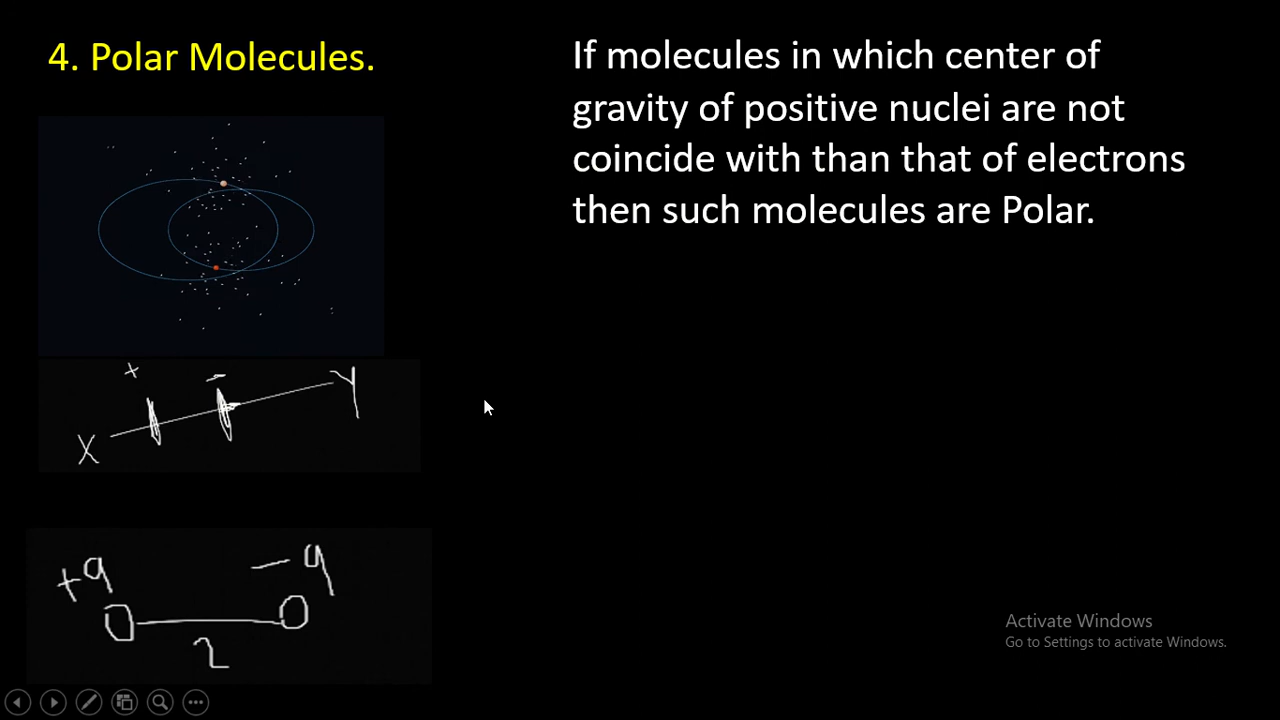 4. Polar Molecules.
If molecules in which center of
gravity of positive nuclei are not
coincide with than that of electrons
then such molecules are Polar.
+ -
X Y
+q -q
2
Activate Windows
Go to Settings to activate Windows.